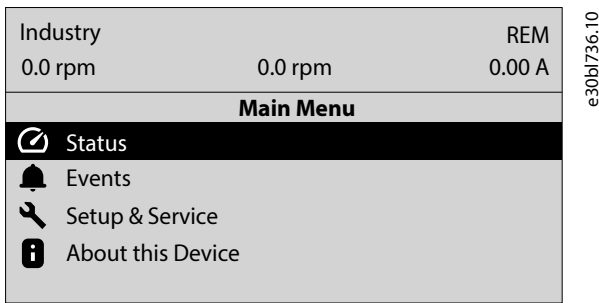 Industry REM
0.0 rpm 0.0 rpm 0.00 A
Main Menu
Status
Events
Setup & Service
About this Device
e30bl736.10